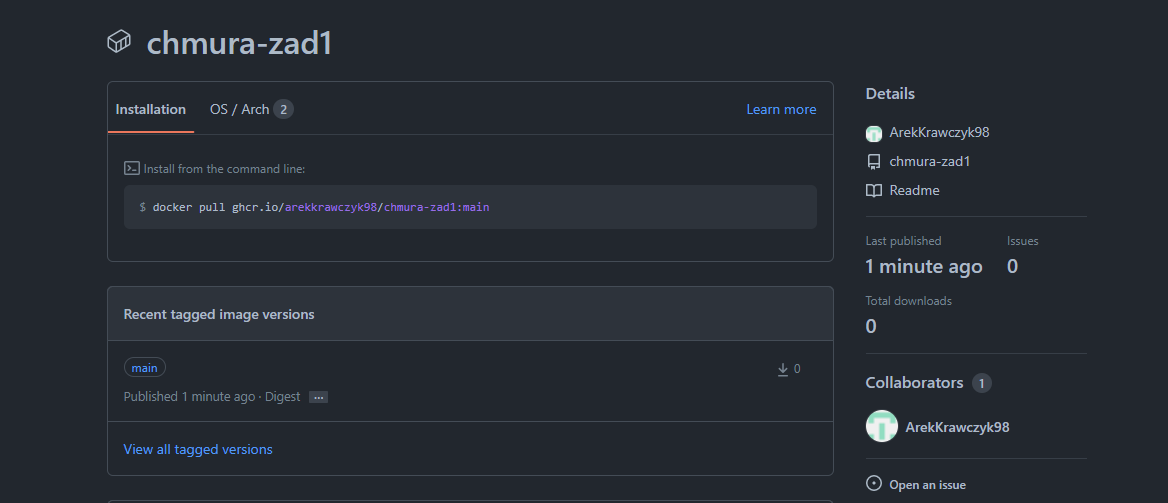 chmura-zad1
Installation
OS / Arch 2
Learn more
Install from the command line:
$ docker pull ghcr.io/arekkrawczyk98/chmura-zad1:main
Recent tagged image versions
main
0
Published 1 minute ago · Digest ...
View all tagged versions
Details
ArekKrawczyk98
chmura-zad1
Readme
Last published
Issues
1 minute ago
0
Total downloads
0
Collaborators 1
ArekKrawczyk98
Open an issue